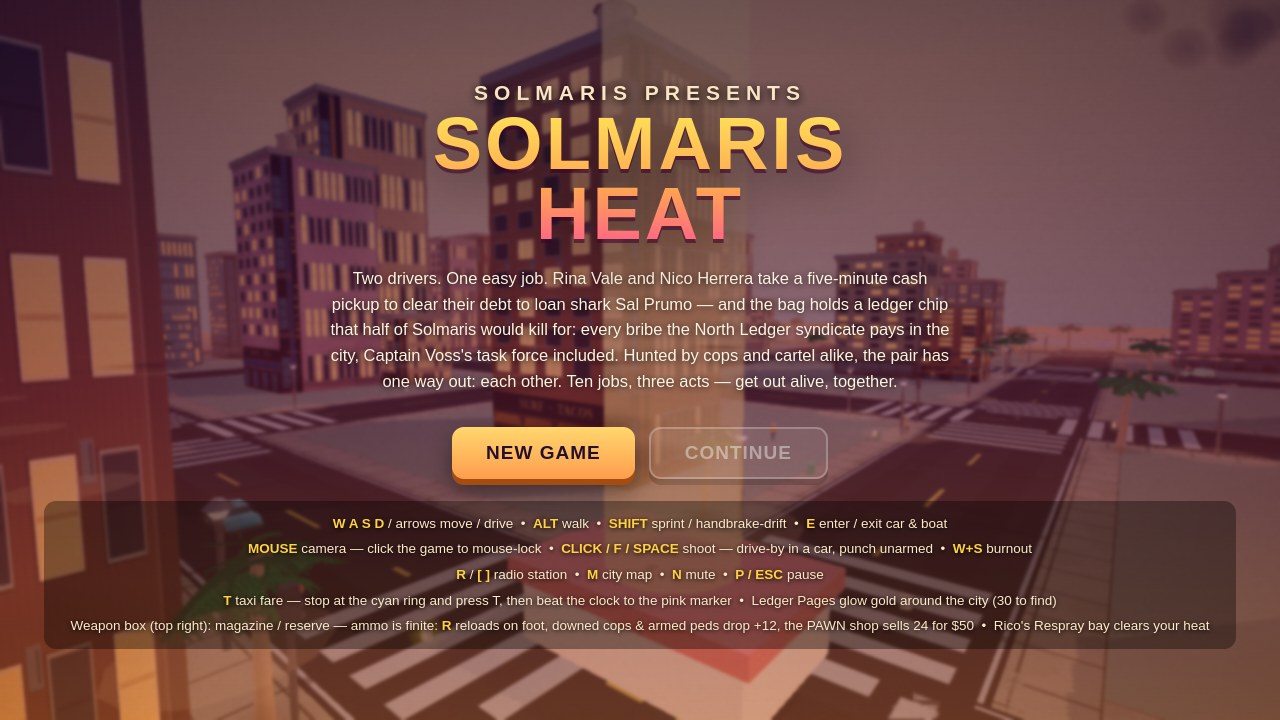 SOLMARIS PRESENTS
SOLMARIS
HEAT
Two drivers. One easy job. Rina Vale and Nico Herrera take a five-minute cash
pickup to clear their debt to loan shark Sal Prumo — and the bag holds a ledger chip
that half of Solmaris would kill for: every bribe the North Ledger syndicate pays in the
city, Captain Voss's task force included. Hunted by cops and cartel alike, the pair has
one way out: each other. Ten jobs, three acts — get out alive, together.
NEW GAME CONTINUE
W A S D / arrows move / drive • ALT walk • SHIFT sprint / handbrake-drift • E enter / exit car & boat
MOUSE camera — click the game to mouse-lock • CLICK / F / SPACE shoot — drive-by in a car, punch unarmed • W+S burnout
R / [ ] radio station • M city map • N mute • P / ESC pause
T taxi fare — stop at the cyan ring and press T, then beat the clock to the pink marker • Ledger Pages glow gold around the city (30 to find)
Weapon box (top right): magazine / reserve — ammo is finite: R reloads on foot, downed cops & armed peds drop +12, the PAWN shop sells 24 for $50 • Rico's Respray bay clears your heat